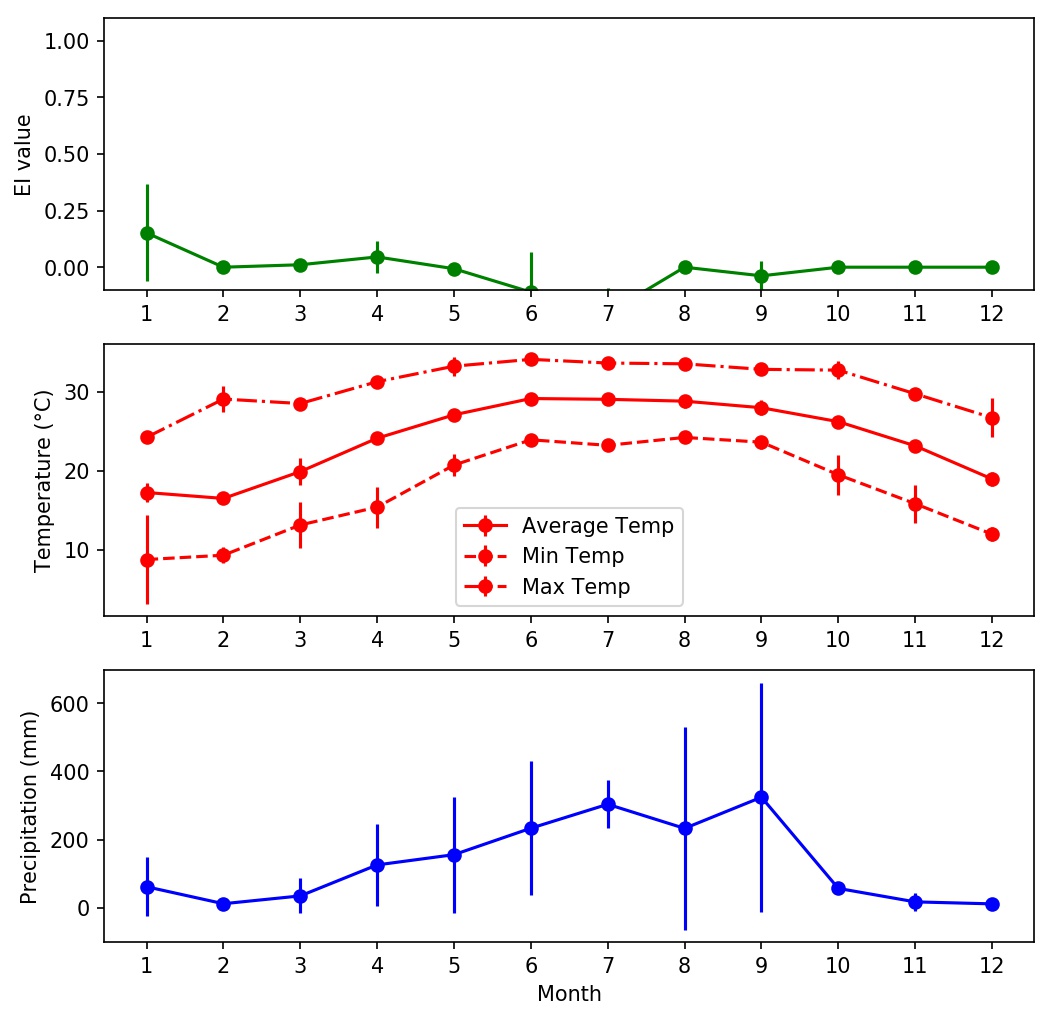 EI value
1.00
0.75
0.50
0.25
0.00
1 2 3 4 5 6 7 8 9 10 11 12
Temperature (°C)
30
20
10
Average Temp
Min Temp
Max Temp
1 2 3 4 5 6 7 8 9 10 11 12
Precipitation (mm)
600
400
200
0
1 2 3 4 5 6 7 8 9 10 11 12
Month